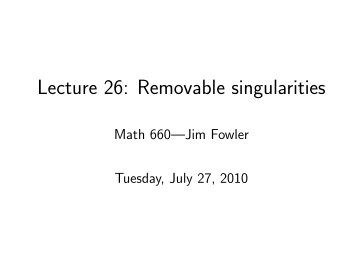 Lecture 26: Removable singularities
Math 660—Jim Fowler
Tuesday, July 27, 2010